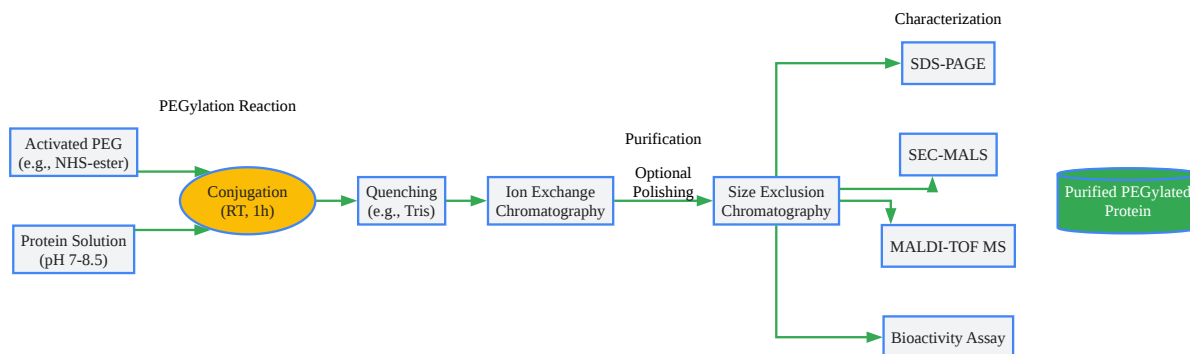 PEGylation Reaction
Activated PEG
(e.g., NHS-ester)
Protein Solution
(pH 7-8.5)
Conjugation
(RT, 1h)
Quenching
(e.g., Tris)
Ion Exchange
Chromatography
Purification
Optional
Polishing
Size Exclusion
Chromatography
Characterization
SDS-PAGE
SEC-MALS
MALDI-TOF MS
Bioactivity Assay
Purified PEGylated
Protein